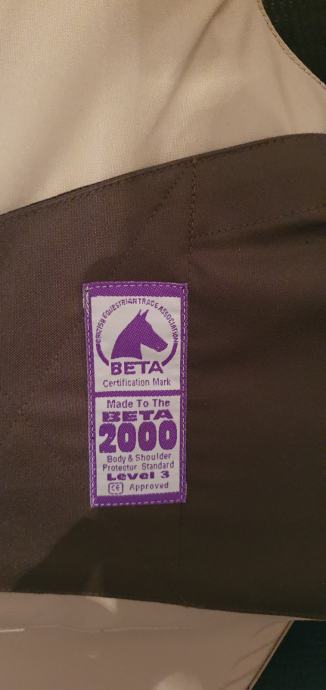 BRITISH EQUESTRIAN TRADE ASSOCIATION
BETA
Certification Mark
Made To The
BETA
2000
Body & Shoulder
Protector Standard
Level 3
CE Approved